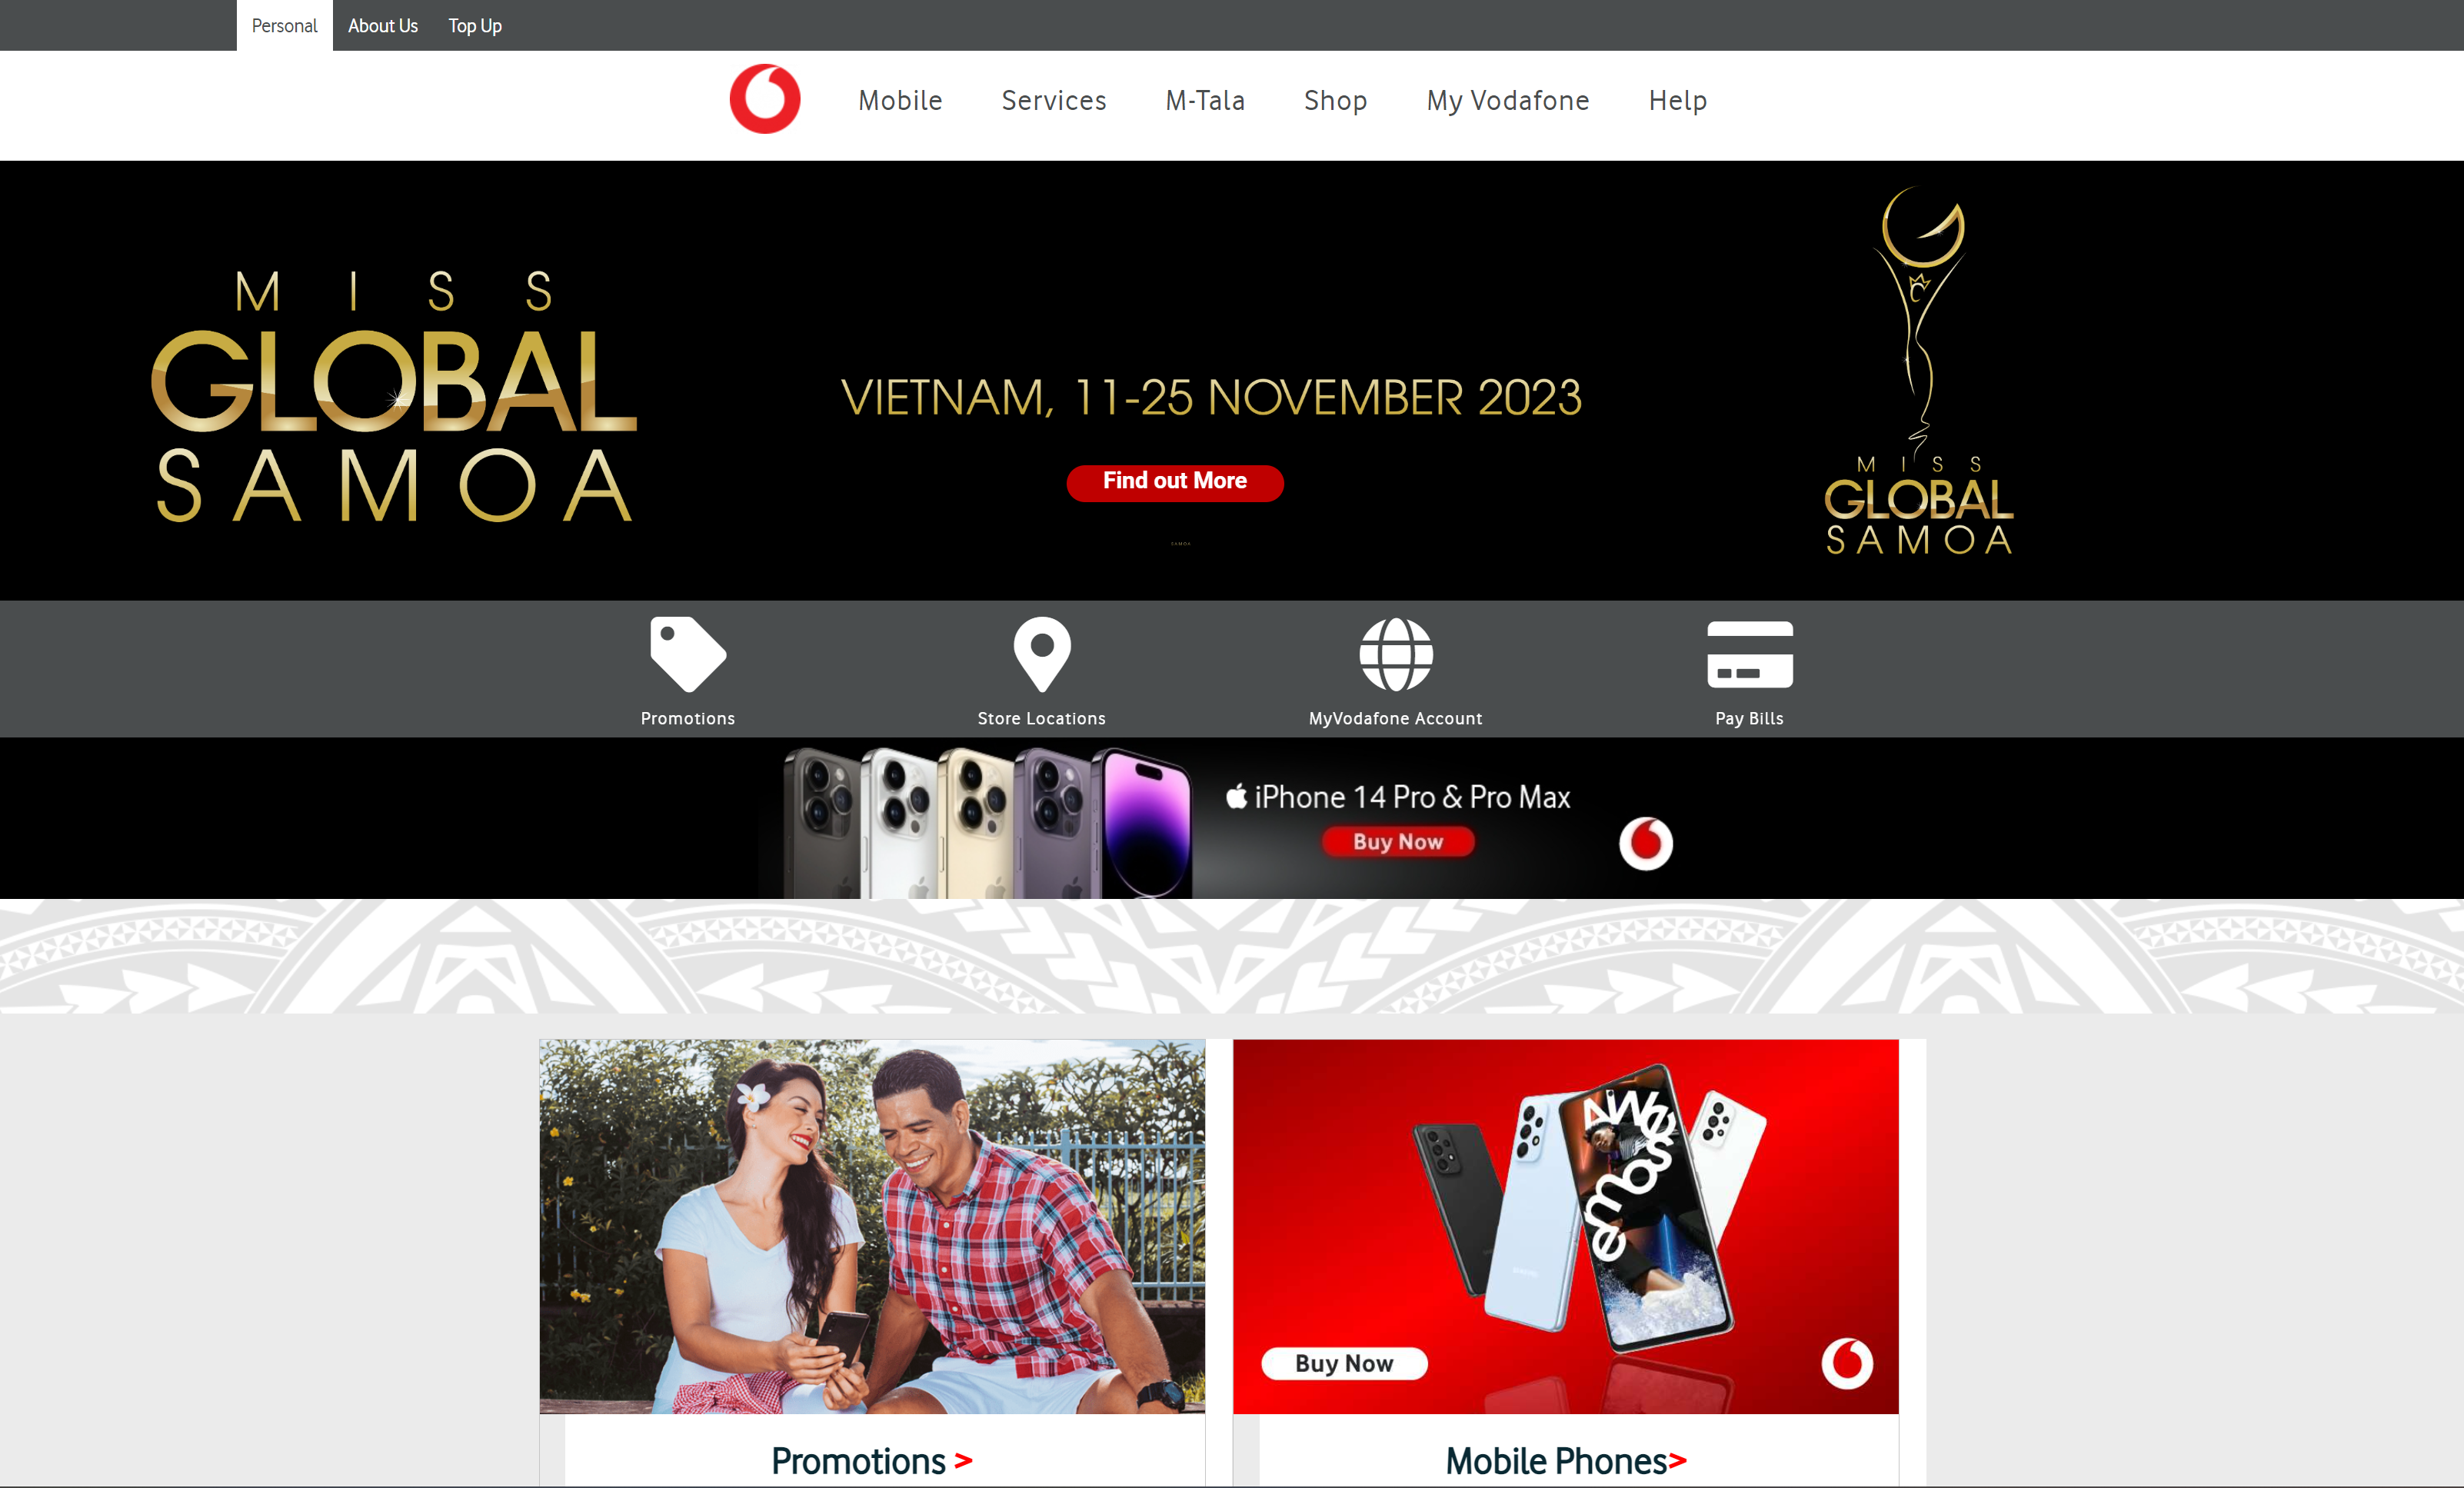 Personal About Us Top Up
Mobile Services M-Tala Shop My Vodafone Help
MISS
GLOBAL
SAMOA
VIETNAM, 11-25 NOVEMBER 2023
Find out More
SAMOA
MISS
GLOBAL
SAMOA
Promotions Store Locations MyVodafone Account Pay Bills
iPhone 14 Pro & Pro Max
Buy Now
Awesome
SAMSUNG
Buy Now
Promotions >
Mobile Phones>